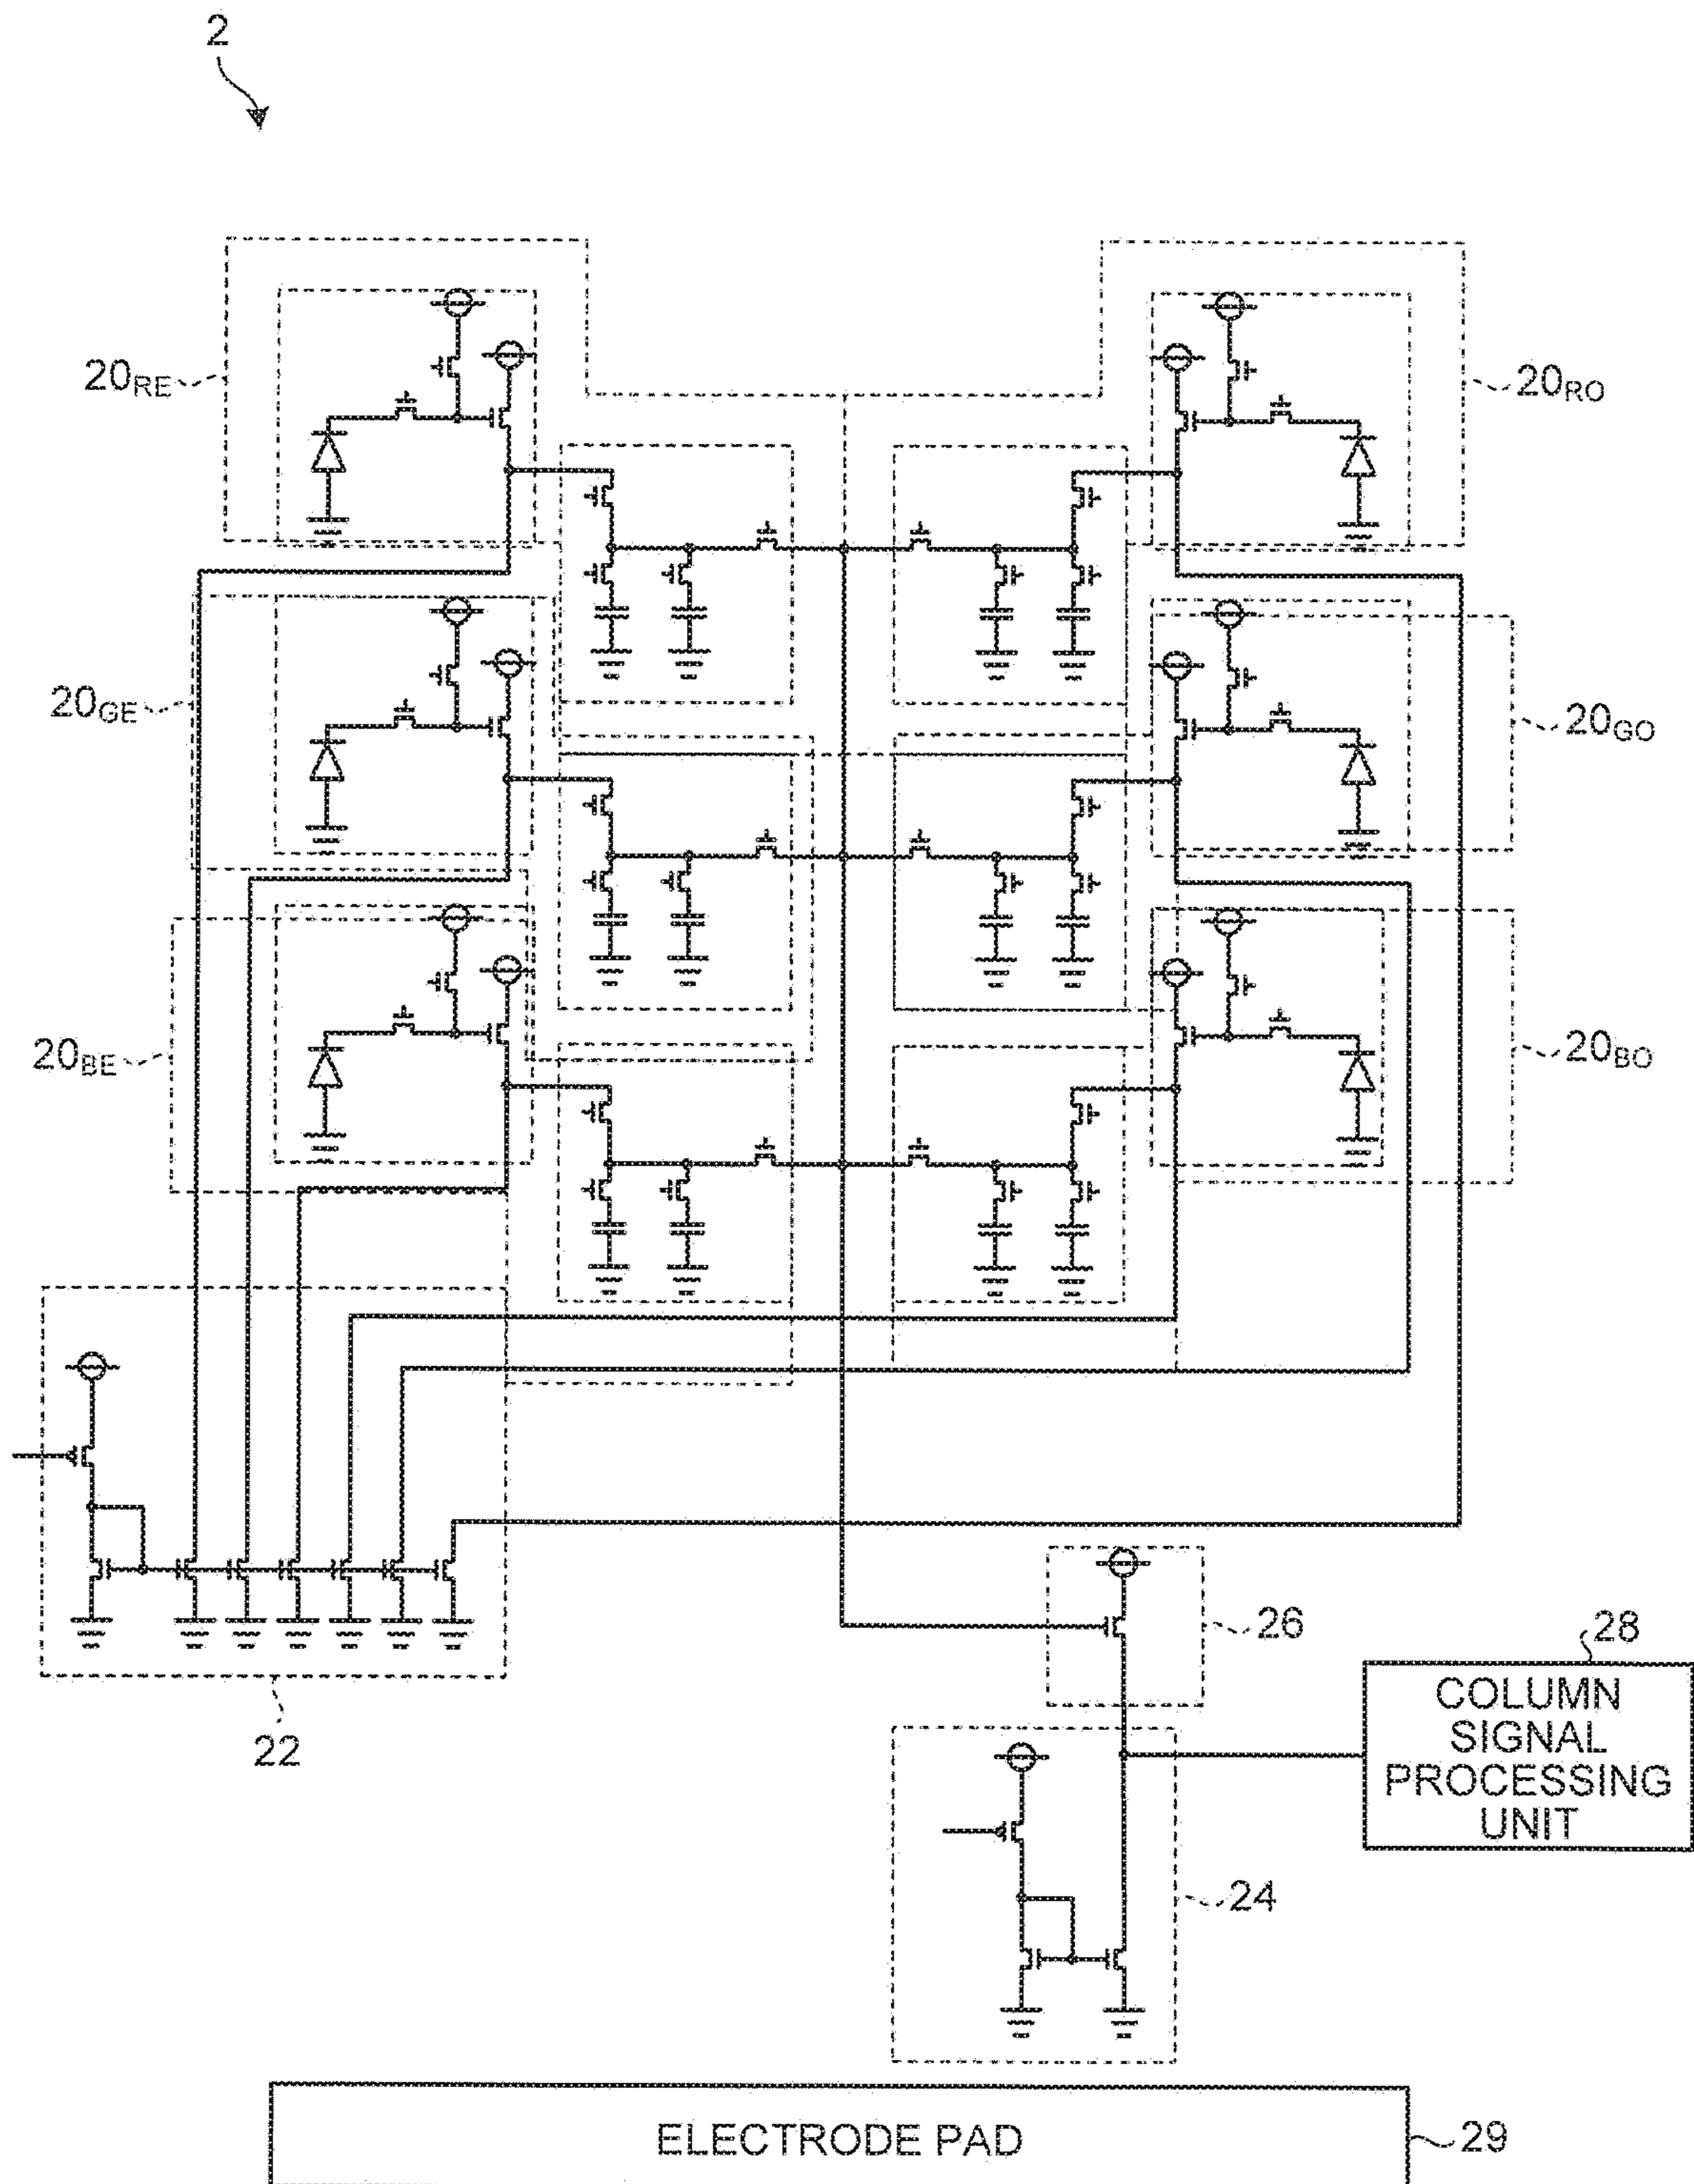 2
20RE
20RO
20GE
20GO
20BE
20BO
26
28
COLUMN
SIGNAL
PROCESSING
UNIT
22
24
ELECTRODE PAD
29